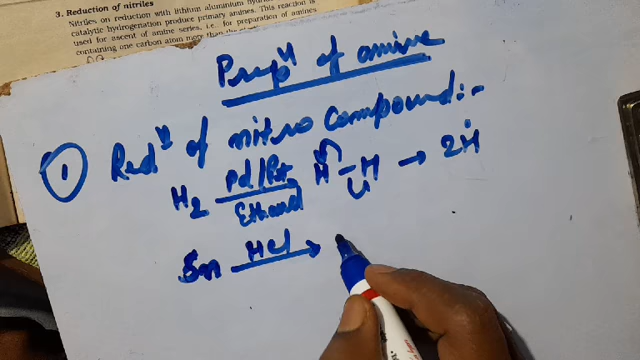 3. Reduction of nitriles
Nitriles on reduction with lithium aluminium
catalytic hydrogenation produce primary amines. This reaction is
used for ascent of amine series, i.e. for preparation of amines
containing one carbon atom more than the
Prepⁿ of amine
① Redⁿ of nitro Compound:-
H₂ Pd/Pt Ethanol H–H → 2Ḣ
Sn HCl →